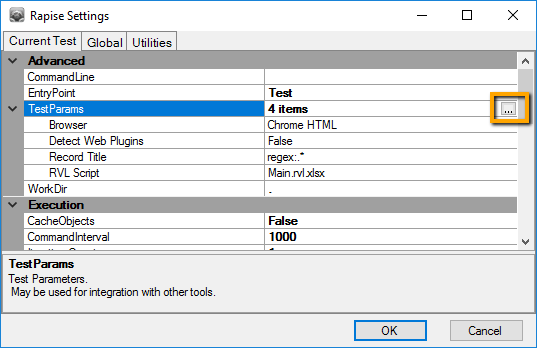 Rapise Settings
Current Test Global Utilities
Advanced
CommandLine
EntryPoint Test
TestParams 4 items ...
Browser Chrome HTML
Detect Web Plugins False
Record Title regex:.*
RVL Script Main.rvl.xlsx
WorkDir .
Execution
CacheObjects False
CommandInterval 1000
TestParams
Test Parameters.
May be used for integration with other tools.
OK Cancel